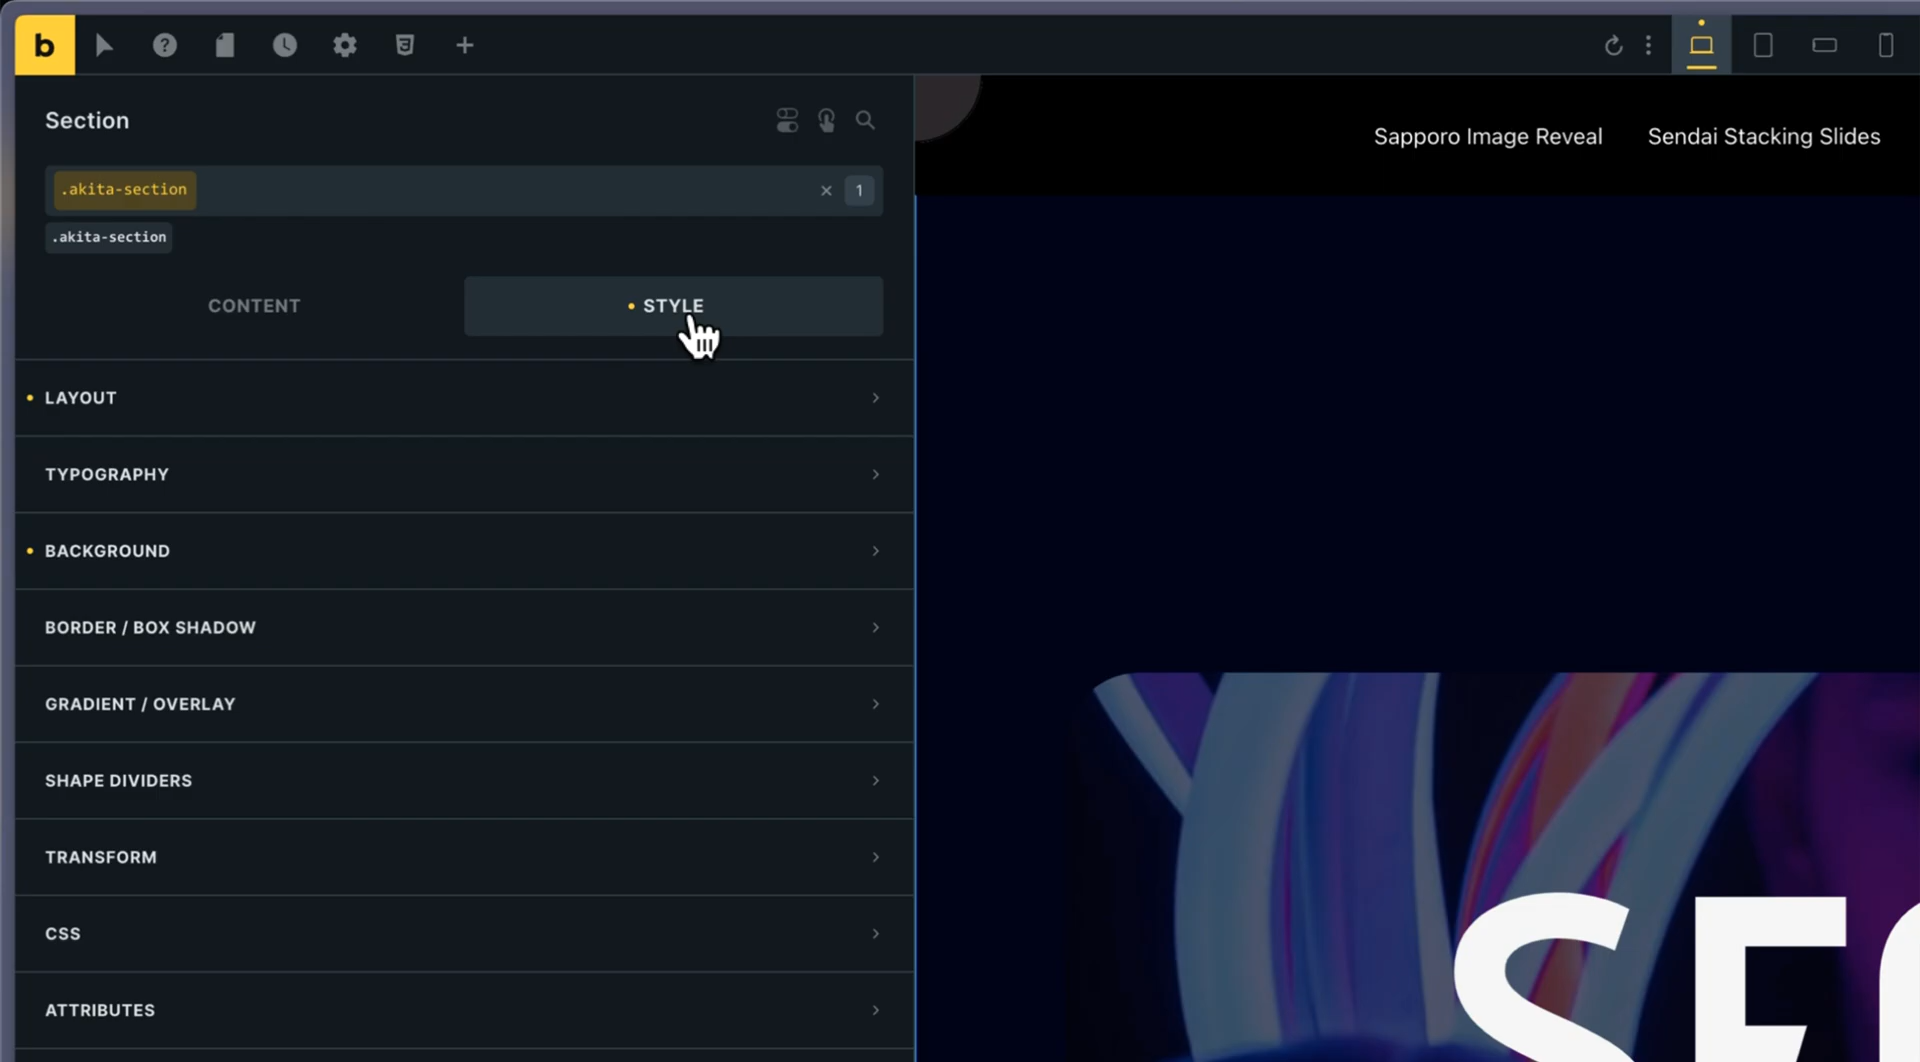 b
Section
.akita-section
1
.akita-section
CONTENT
STYLE
LAYOUT
TYPOGRAPHY
BACKGROUND
BORDER / BOX SHADOW
GRADIENT / OVERLAY
SHAPE DIVIDERS
TRANSFORM
CSS
ATTRIBUTES
Sapporo Image Reveal
Sendai Stacking Slides
SE